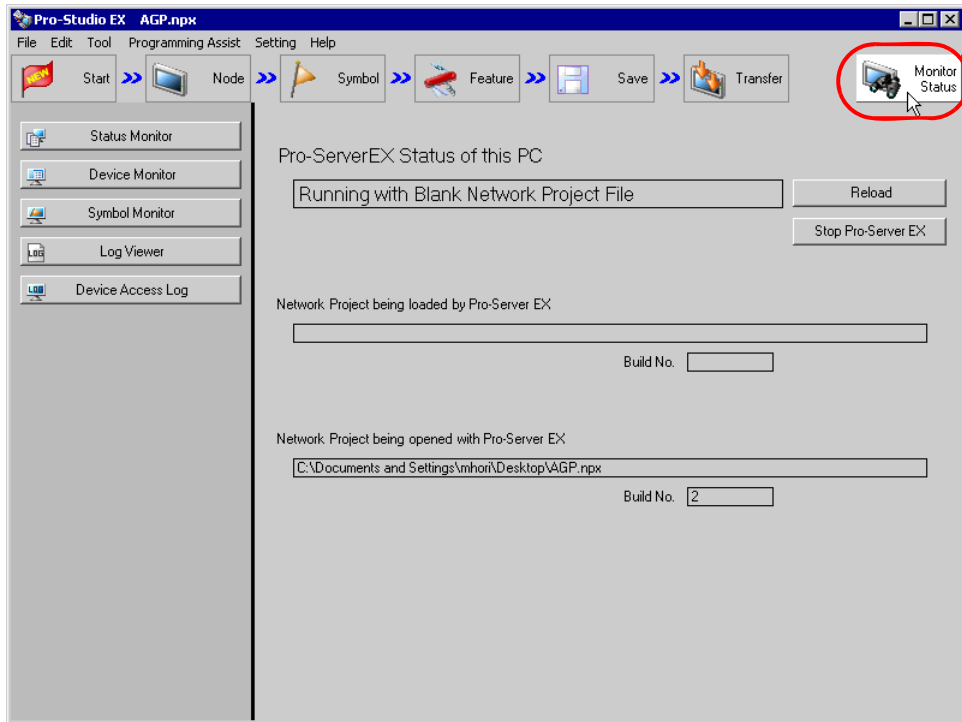 Pro-Studio EX AGP.npx
File Edit Tool Programming Assist Setting Help
NEW Start Node Symbol Feature Save Transfer Monitor Status
Status Monitor
Device Monitor
Symbol Monitor
LOG Log Viewer
LOG Device Access Log
Pro-ServerEX Status of this PC
Running with Blank Network Project File
Reload
Stop Pro-Server EX
Network Project being loaded by Pro-Server EX
Build No.
Network Project being opened with Pro-Server EX
C:\Documents and Settings\mhori\Desktop\AGP.npx
Build No. 2